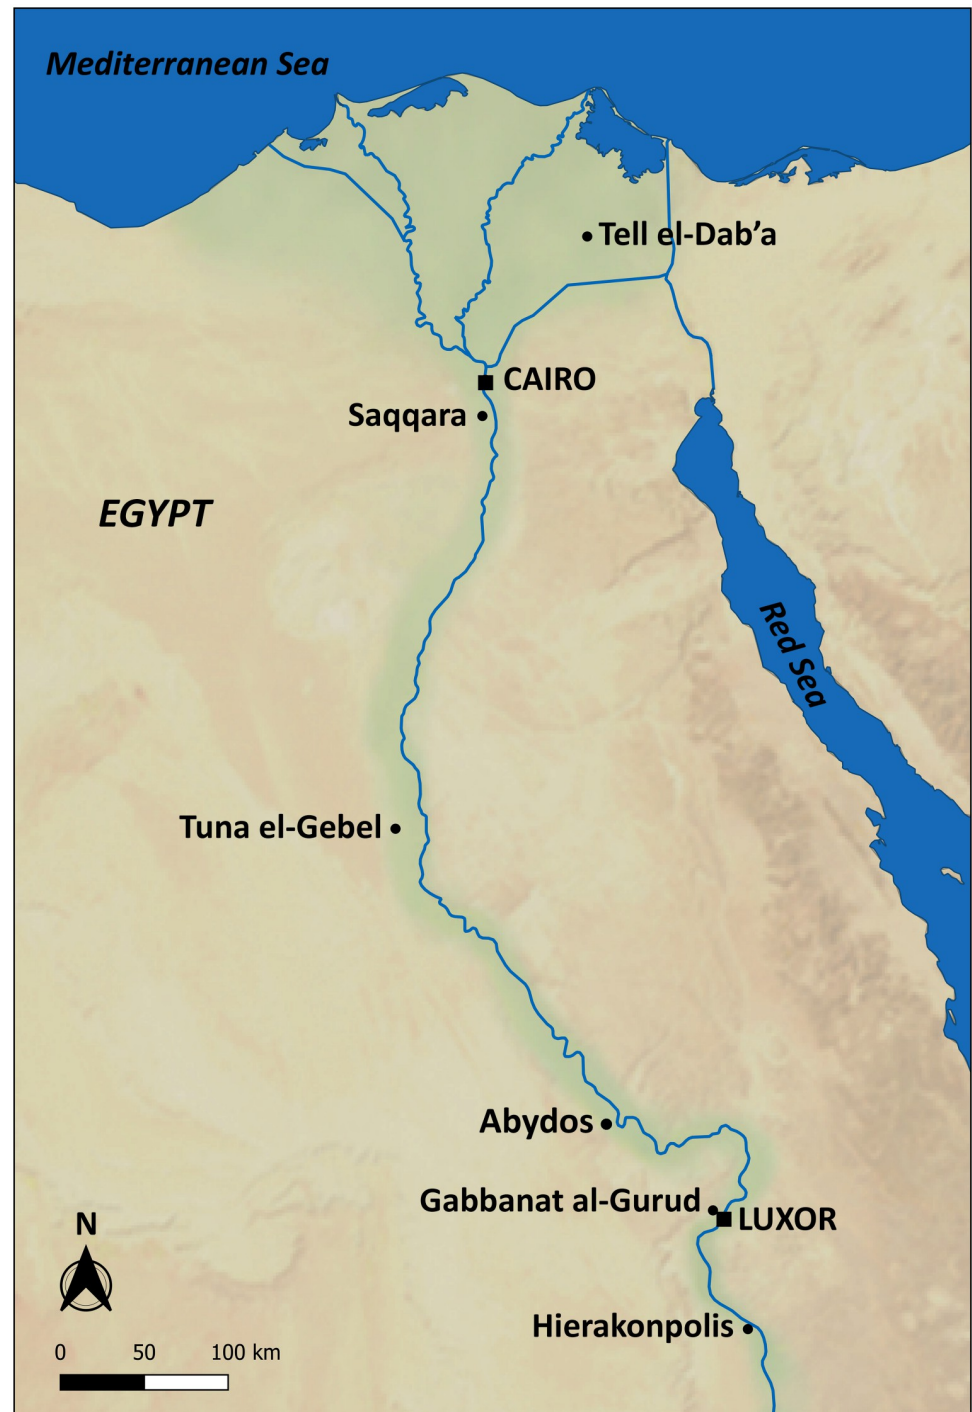 Mediterranean Sea
Tell el-Dab’a
CAIRO
Saqqara
EGYPT
Red Sea
Tuna el-Gebel
Abydos
Gabbanat al-Gurud
LUXOR
N
Hierakonpolis
0 50 100 km